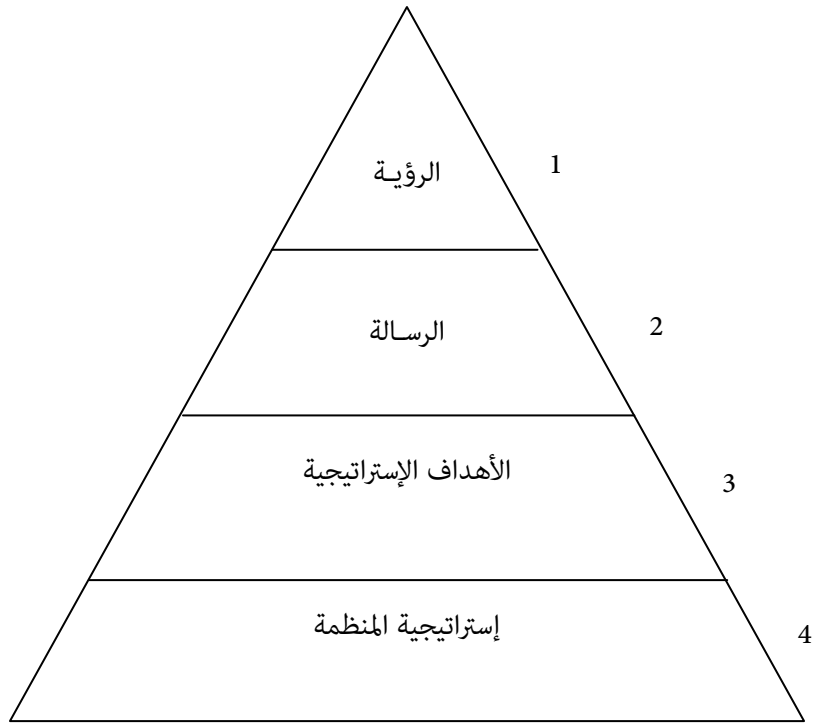 الرؤيـة
1
الرسـالة
2
الأهداف الإستراتيجية
3
إستراتيجية المنظمة
4